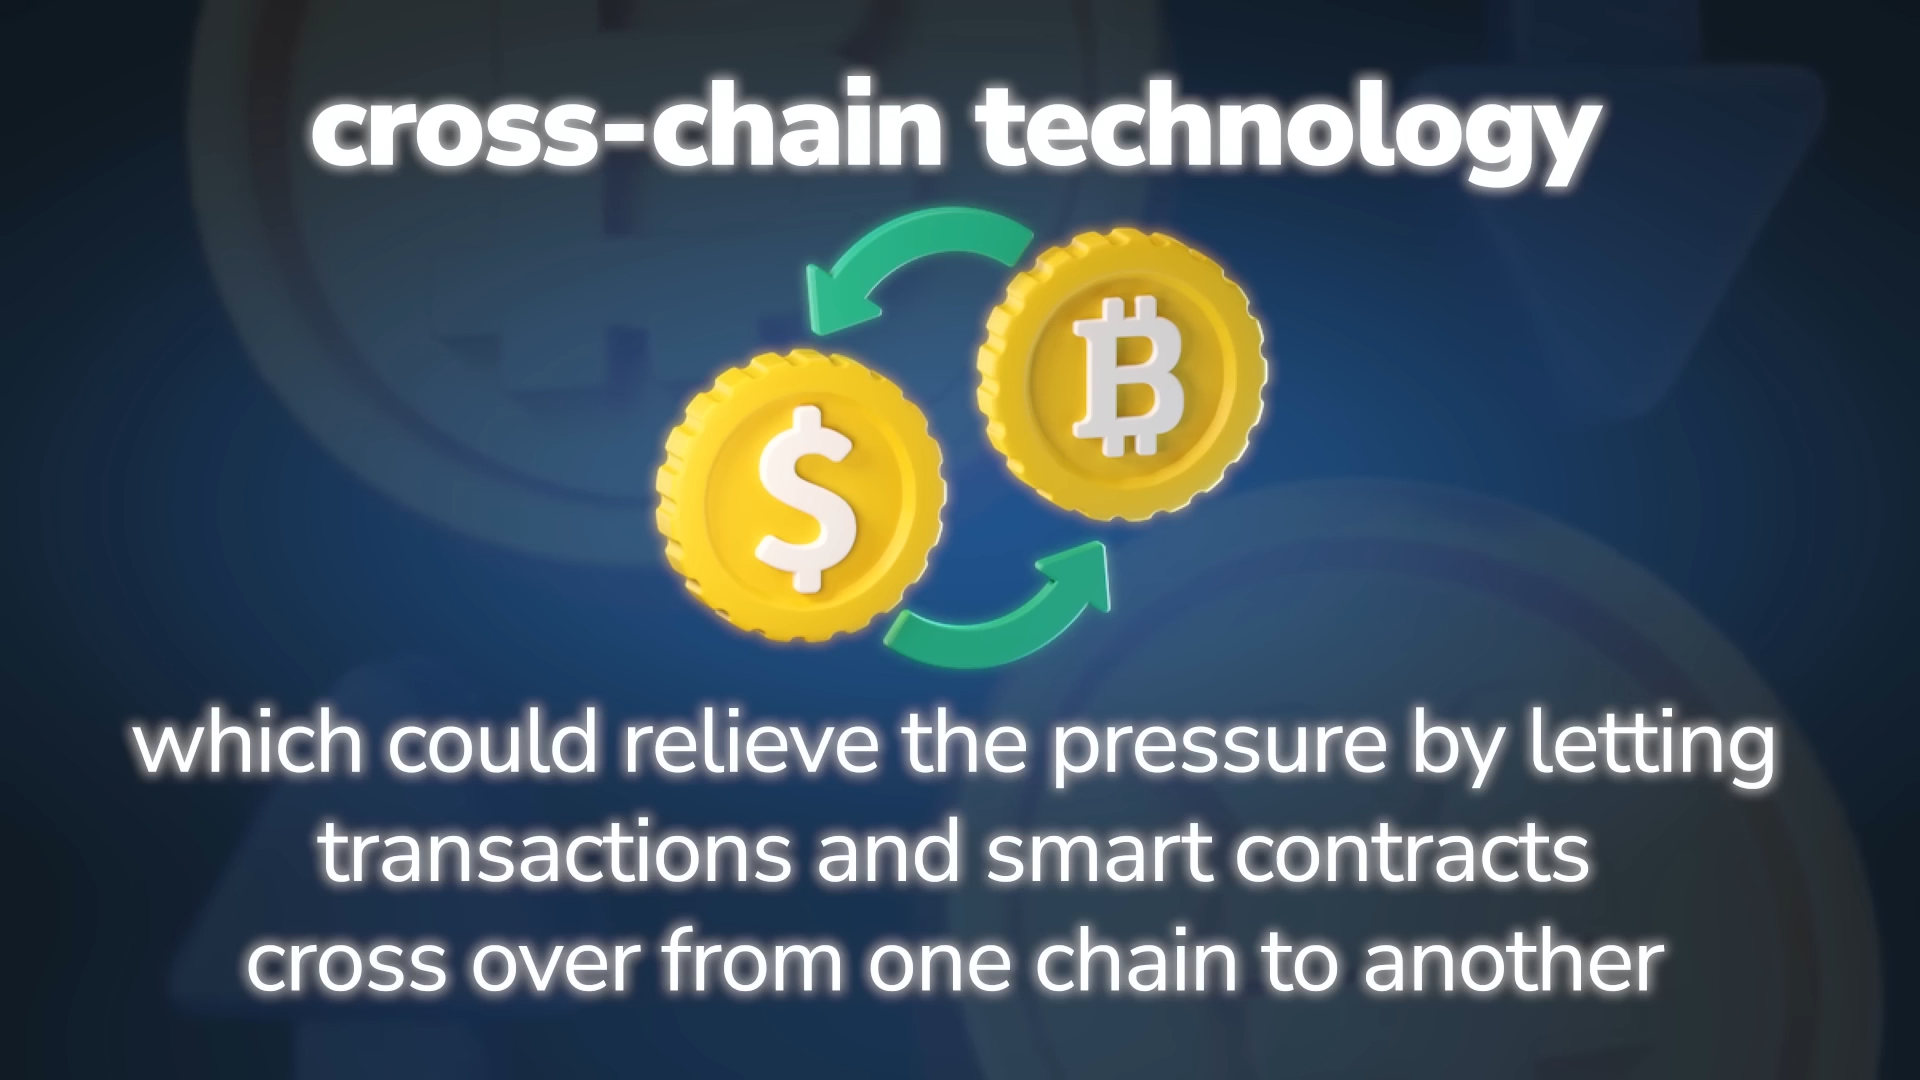 cross-chain technology
$
₿
which could relieve the pressure by letting
transactions and smart contracts
cross over from one chain to another